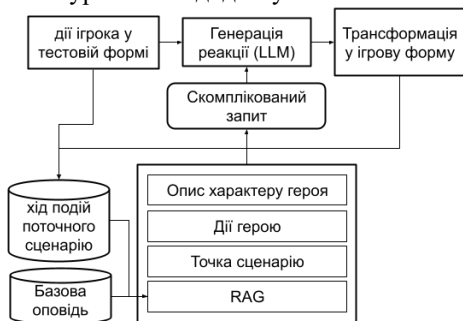 дії ігрока у
тестовій формі
Генерація
реакції (LLM)
Трансформація
у ігрову форму
Скомплікований
запит
Опис характеру героя
Дії герою
Точка сценарію
RAG
хід подій
поточного
сценарію
Базова
оповідь